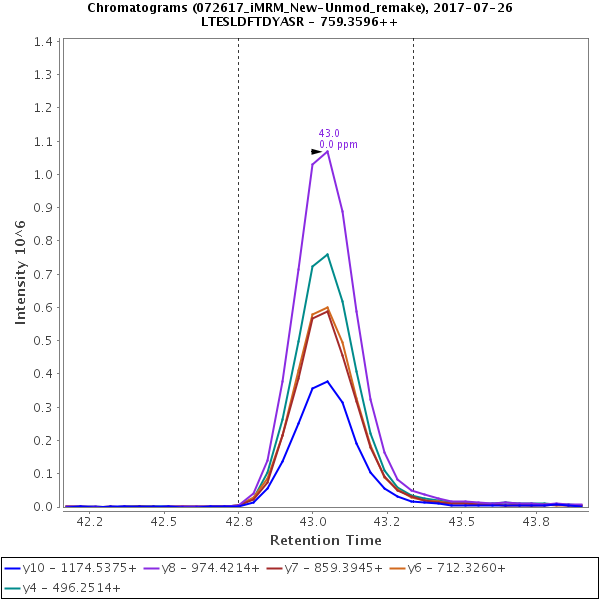 Chromatograms (072617_iMRM_New-Unmod_remake), 2017-07-26
LTESLDFTDYASR - 759.3596++
1.4
1.3
1.2
1.1
1.0
0.9
0.8
0.7
0.6
0.5
0.4
0.3
0.2
0.1
0.0
Intensity 10^6
43.0
0.0 ppm
42.2 42.5 42.8 43.0 43.2 43.5 43.8
Retention Time
y10 - 1174.5375+ y8 - 974.4214+ y7 - 859.3945+ y6 - 712.3260+
y4 - 496.2514+